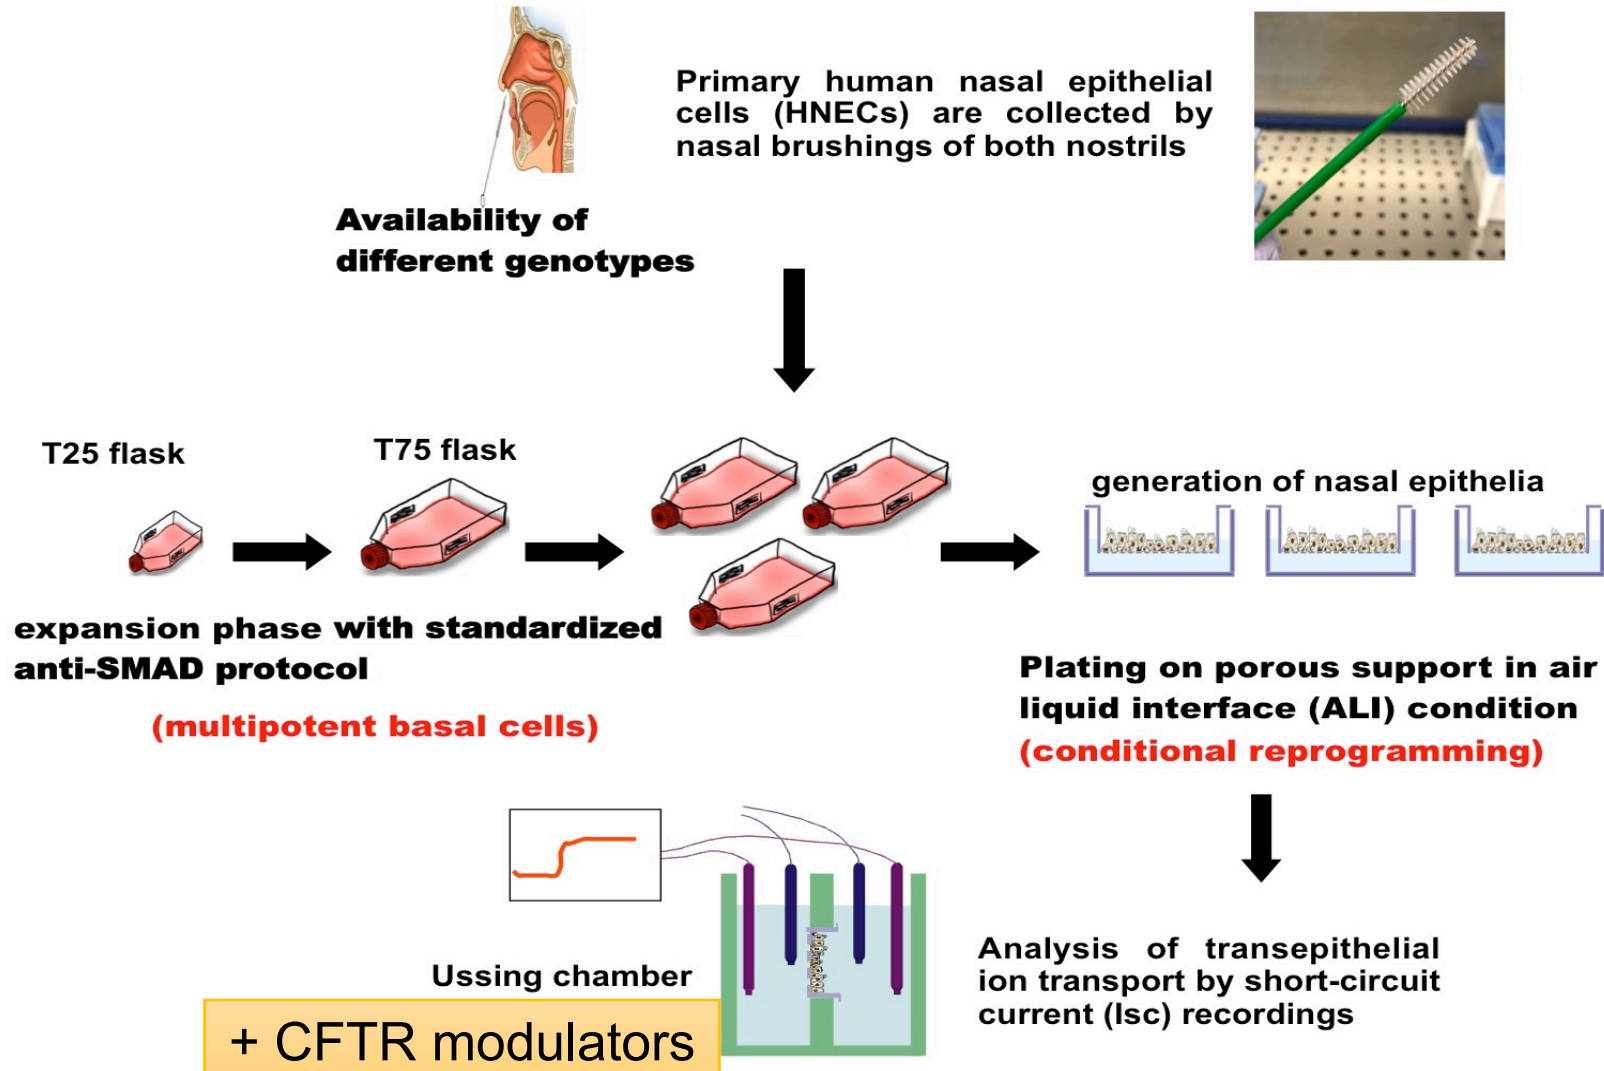 Primary human nasal epithelial
cells (HNECs) are collected by
nasal brushings of both nostrils
Availability of
different genotypes
T25 flask
T75 flask
generation of nasal epithelia
expansion phase with standardized
anti-SMAD protocol
(multipotent basal cells)
Plating on porous support in air
liquid interface (ALI) condition
(conditional reprogramming)
Ussing chamber
+ CFTR modulators
Analysis of transepithelial
ion transport by short-circuit
current (Isc) recordings